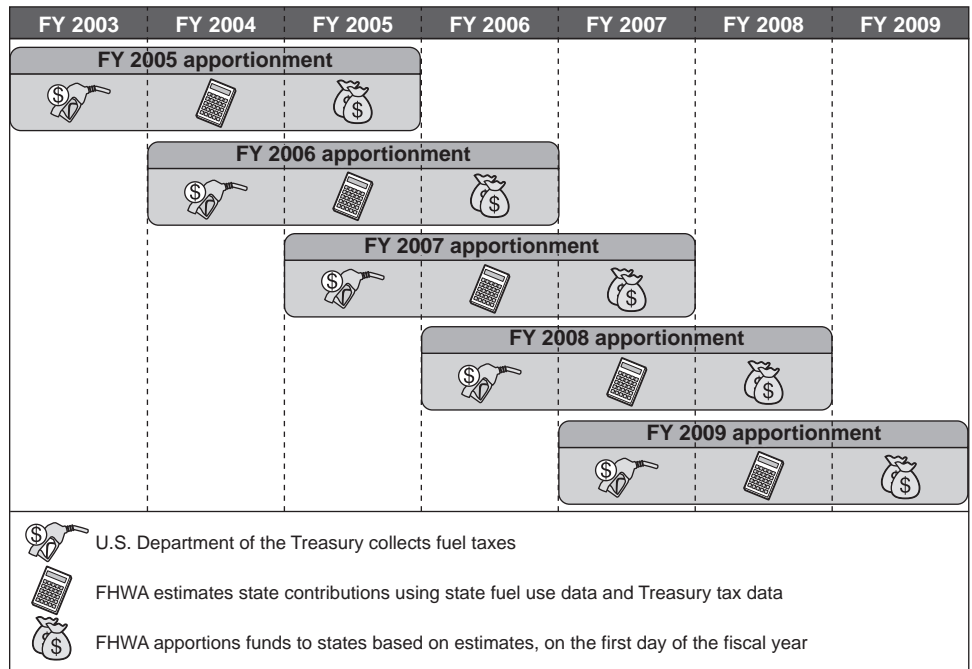 FY 2003 FY 2004 FY 2005 FY 2006 FY 2007 FY 2008 FY 2009
FY 2005 apportionment
$ $
FY 2006 apportionment
$ $
FY 2007 apportionment
$ $
FY 2008 apportionment
$ $
FY 2009 apportionment
$ $
$ U.S. Department of the Treasury collects fuel taxes
FHWA estimates state contributions using state fuel use data and Treasury tax data
$ FHWA apportions funds to states based on estimates, on the first day of the fiscal year